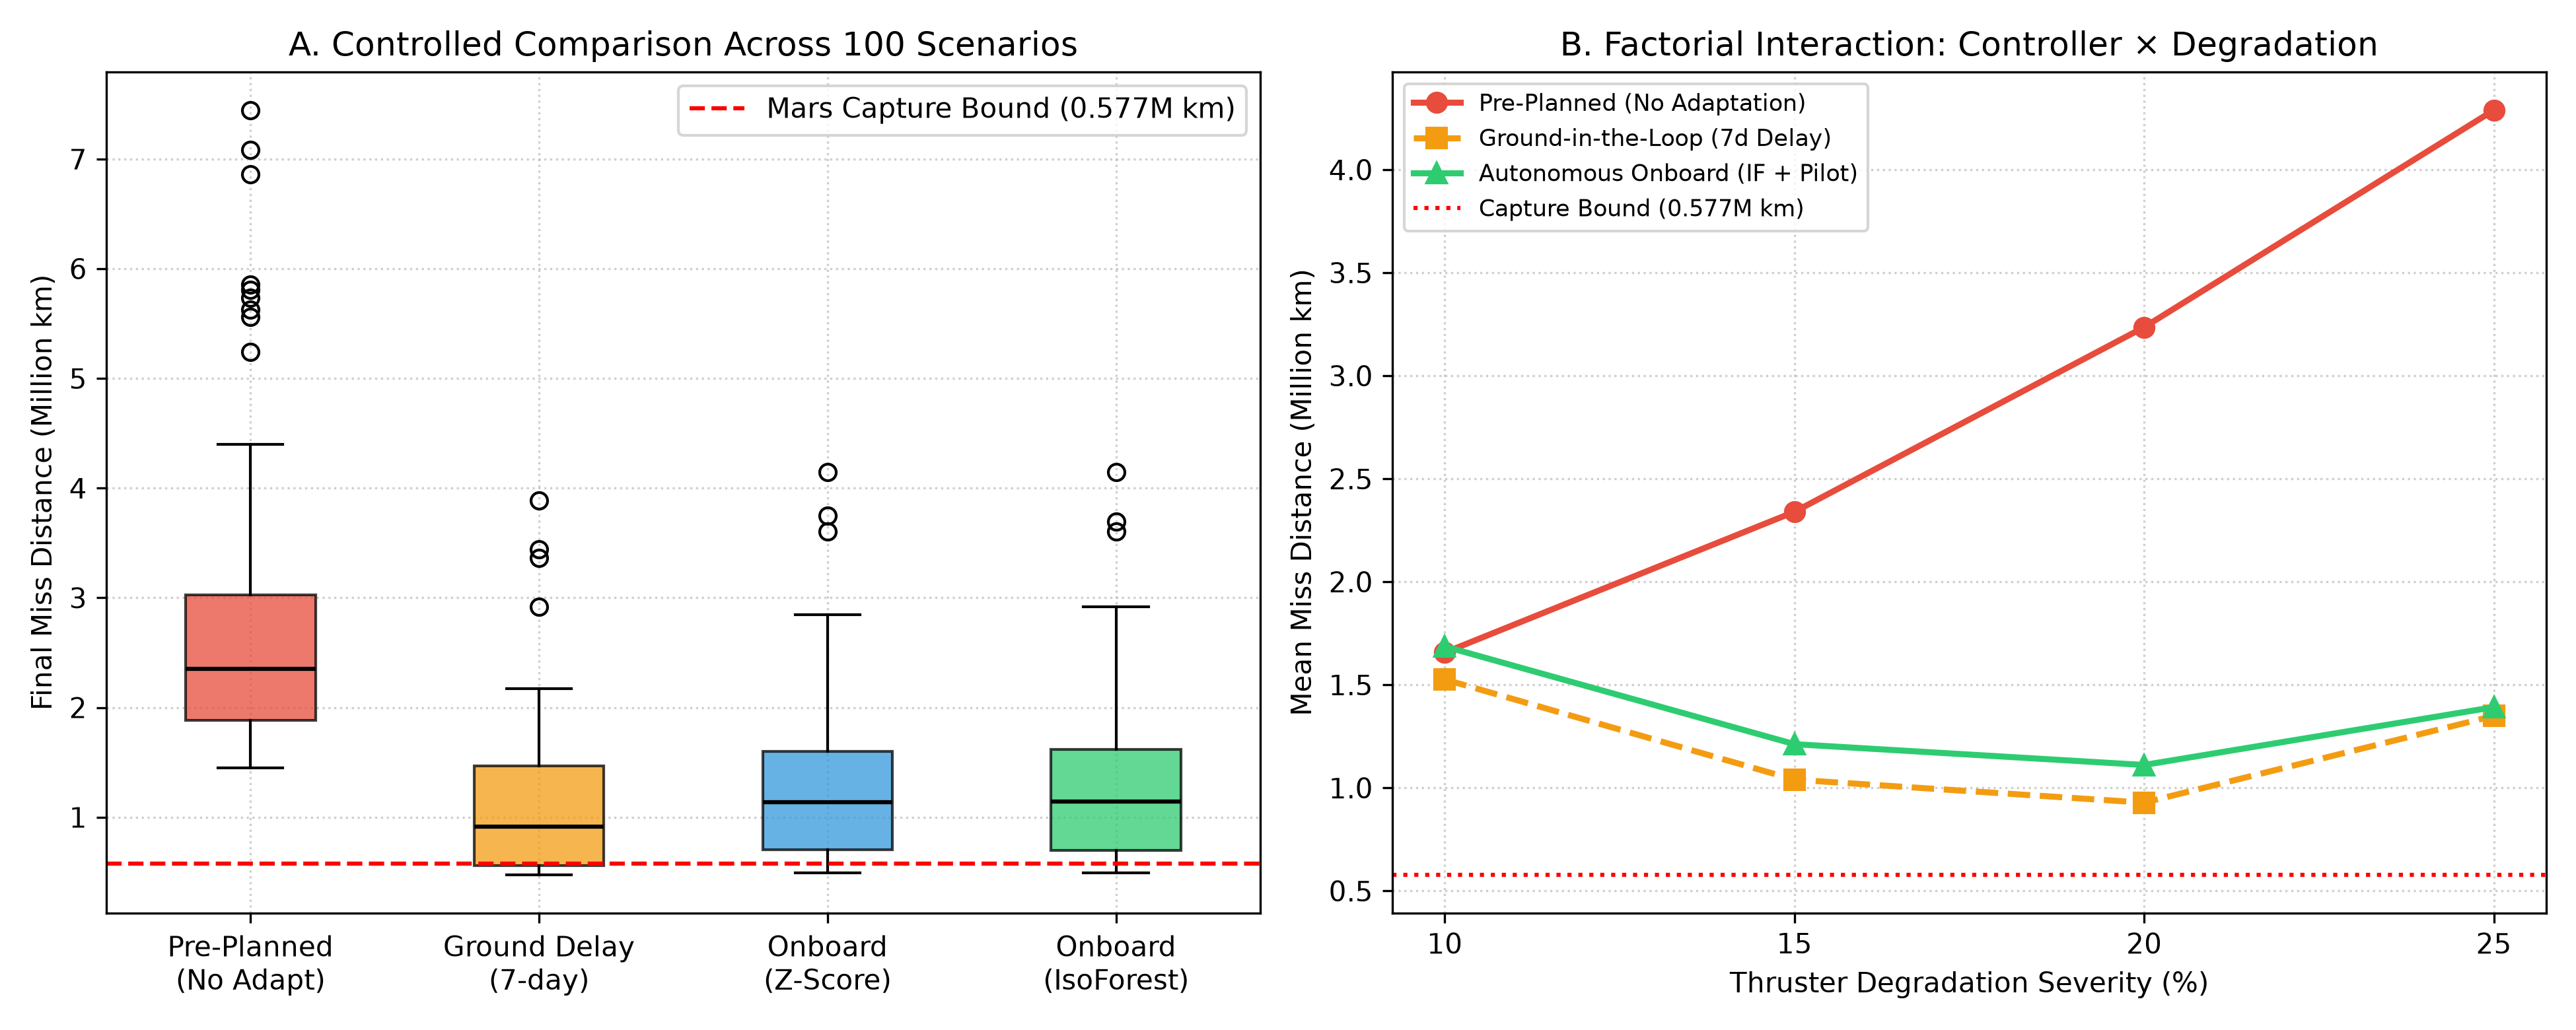 A. Controlled Comparison Across 100 Scenarios
Mars Capture Bound (0.577M km)
Final Miss Distance (Million km)
7
6
5
4
3
2
1
Pre-Planned
(No Adapt)
Ground Delay
(7-day)
Onboard
(Z-Score)
Onboard
(IsoForest)
B. Factorial Interaction: Controller × Degradation
Pre-Planned (No Adaptation)
Ground-in-the-Loop (7d Delay)
Autonomous Onboard (IF + Pilot)
Capture Bound (0.577M km)
Mean Miss Distance (Million km)
4.0
3.5
3.0
2.5
2.0
1.5
1.0
0.5
10
15
20
25
Thruster Degradation Severity (%)